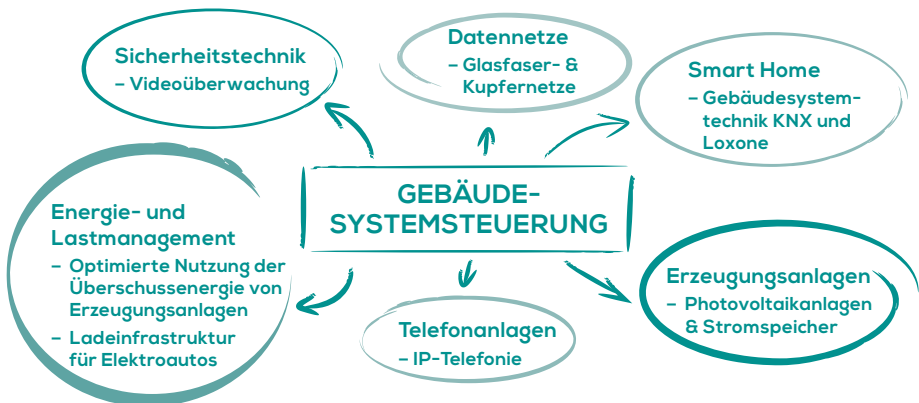 Sicherheitstechnik
– Videoüberwachung
Datennetze
– Glasfaser- &
Kupfernetze
Smart Home
– Gebäudesystem-
technik KNX und
Loxone
GEBÄUDE-
SYSTEMSTEUERUNG
Energie- und
Lastmanagement
– Optimierte Nutzung der
Überschussenergie von
Erzeugungsanlagen
– Ladeinfrastruktur
für Elektroautos
Telefonanlagen
– IP-Telefonie
Erzeugungsanlagen
– Photovoltaikanlagen
& Stromspeicher